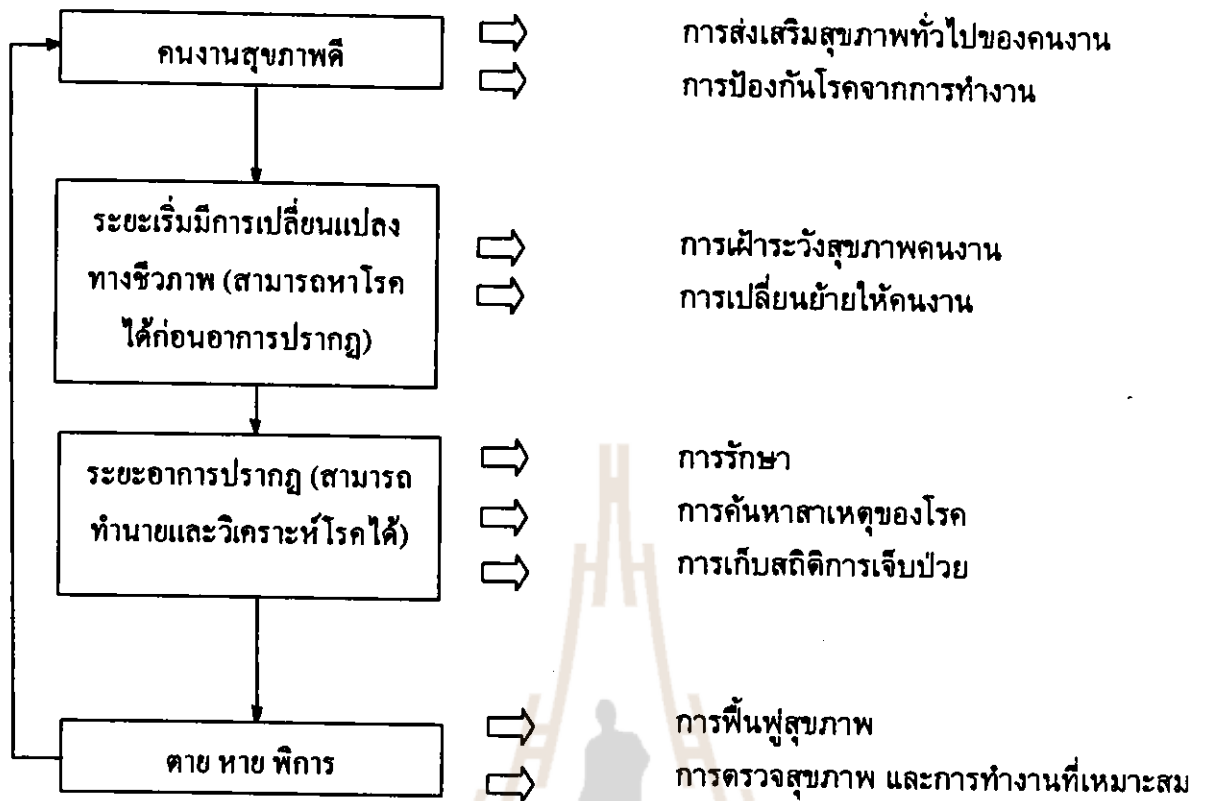 คนงานสุขภาพดี
การส่งเสริมสุขภาพทั่วไปของคนงาน
การป้องกันโรคจากการทำงาน
ระยะเริ่มมีการเปลี่ยนแปลง
ทางชีวภาพ (สามารถหาโรค
ได้ก่อนอาการปรากฏ)
การเฝ้าระวังสุขภาพคนงาน
การเปลี่ยนย้ายให้คนงาน
ระยะอาการปรากฏ (สามารถ
ทำนายและวิเคราะห์โรคได้)
การรักษา
การค้นหาสาเหตุของโรค
การเก็บสถิติการเจ็บป่วย
ตาย หาย พิการ
การฟื้นฟูสุขภาพ
การตรวจสุขภาพ และการทำงานที่เหมาะสม